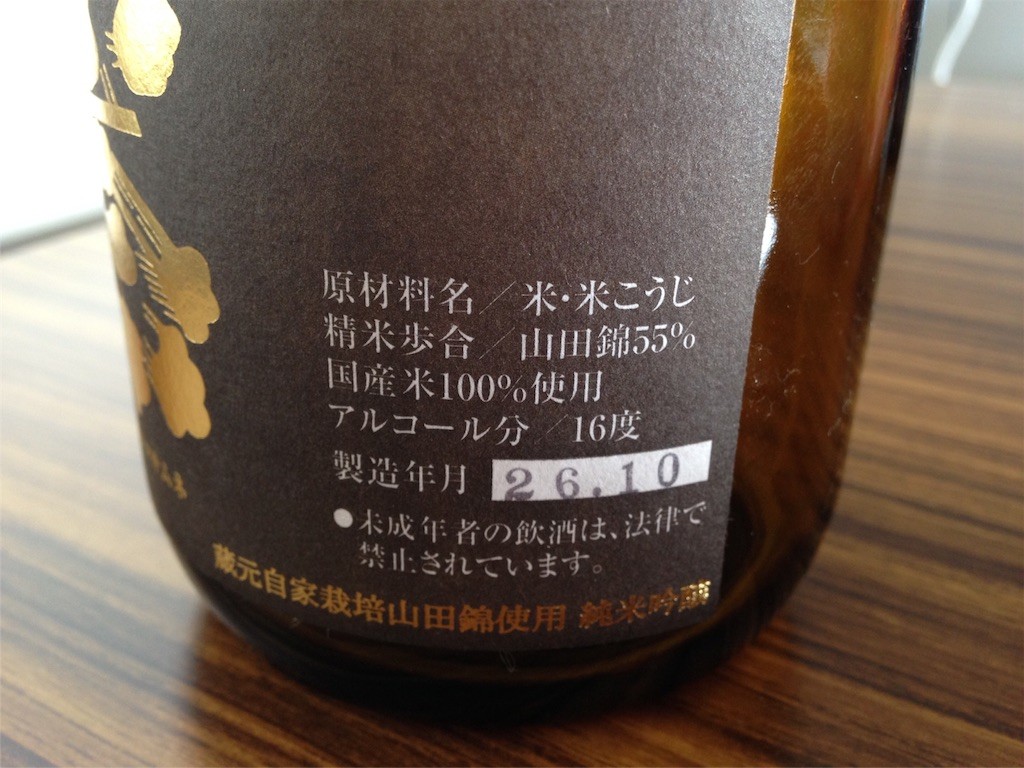 原材料名／米・米こうじ
精米歩合／山田錦55%
国産米100%使用
アルコール分／16度
製造年月 26.10
●未成年者の飲酒は、法律で
禁止されています。
蔵元自家栽培山田錦使用 純米吟醸